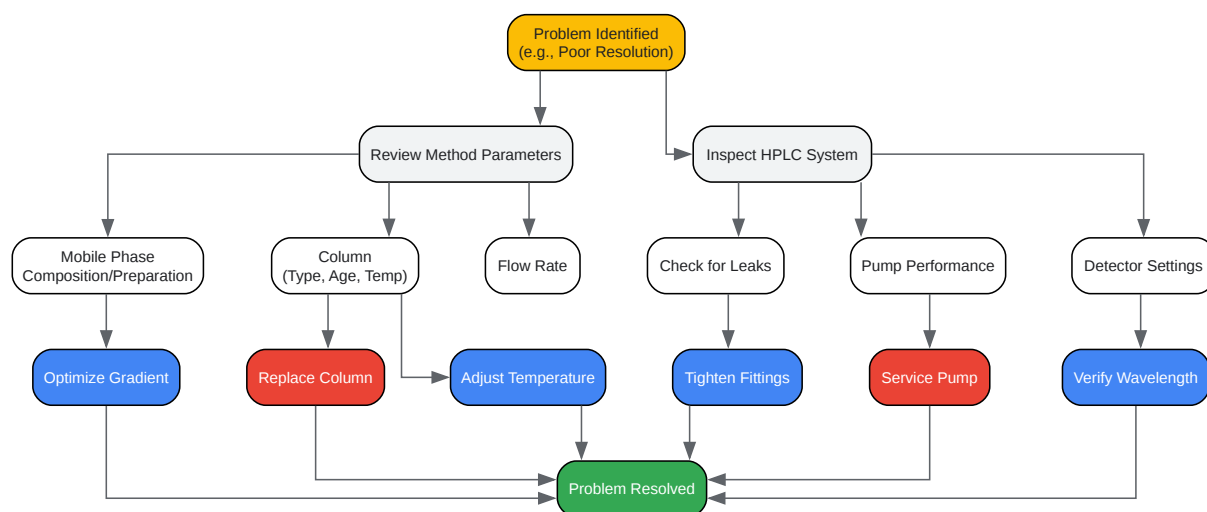 Problem Identified
(e.g., Poor Resolution)
Review Method Parameters
Inspect HPLC System
Mobile Phase
Composition/Preparation
Column
(Type, Age, Temp)
Flow Rate
Check for Leaks
Pump Performance
Detector Settings
Optimize Gradient
Replace Column
Adjust Temperature
Tighten Fittings
Service Pump
Verify Wavelength
Problem Resolved